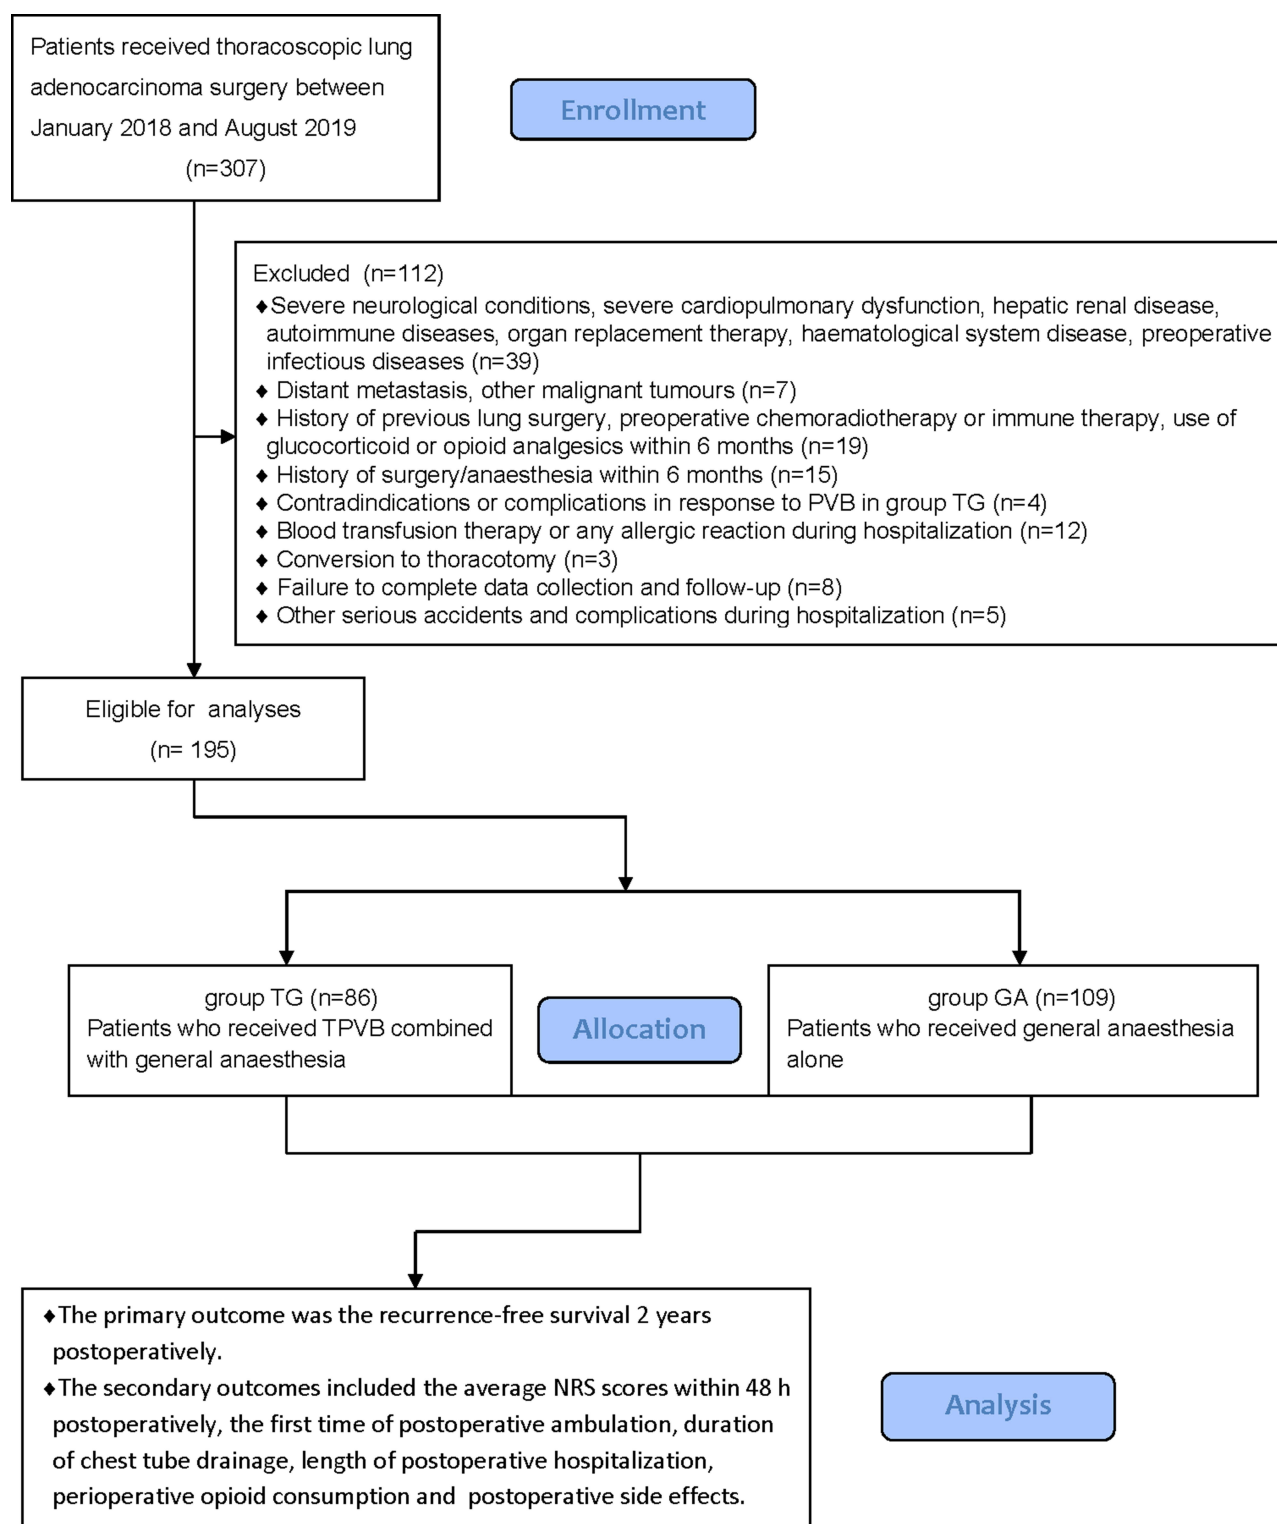 Patients received thoracoscopic lung
adenocarcinoma surgery between
January 2018 and August 2019
(n=307)
Enrollment
Excluded (n=112)
♦Severe neurological conditions, severe cardiopulmonary dysfunction, hepatic renal disease,
autoimmune diseases, organ replacement therapy, haematological system disease, preoperative
infectious diseases (n=39)
♦ Distant metastasis, other malignant tumours (n=7)
♦ History of previous lung surgery, preoperative chemoradiotherapy or immune therapy, use of
glucocorticoid or opioid analgesics within 6 months (n=19)
♦ History of surgery/anaesthesia within 6 months (n=15)
♦ Contradindications or complications in response to PVB in group TG (n=4)
♦ Blood transfusion therapy or any allergic reaction during hospitalization (n=12)
♦ Conversion to thoracotomy (n=3)
♦ Failure to complete data collection and follow-up (n=8)
♦ Other serious accidents and complications during hospitalization (n=5)
Eligible for analyses
(n= 195)
group TG (n=86)
Patients who received TPVB combined
with general anaesthesia
Allocation
group GA (n=109)
Patients who received general anaesthesia
alone
♦The primary outcome was the recurrence-free survival 2 years
postoperatively.
♦The secondary outcomes included the average NRS scores within 48 h
postoperatively, the first time of postoperative ambulation, duration
of chest tube drainage, length of postoperative hospitalization,
perioperative opioid consumption and postoperative side effects.
Analysis